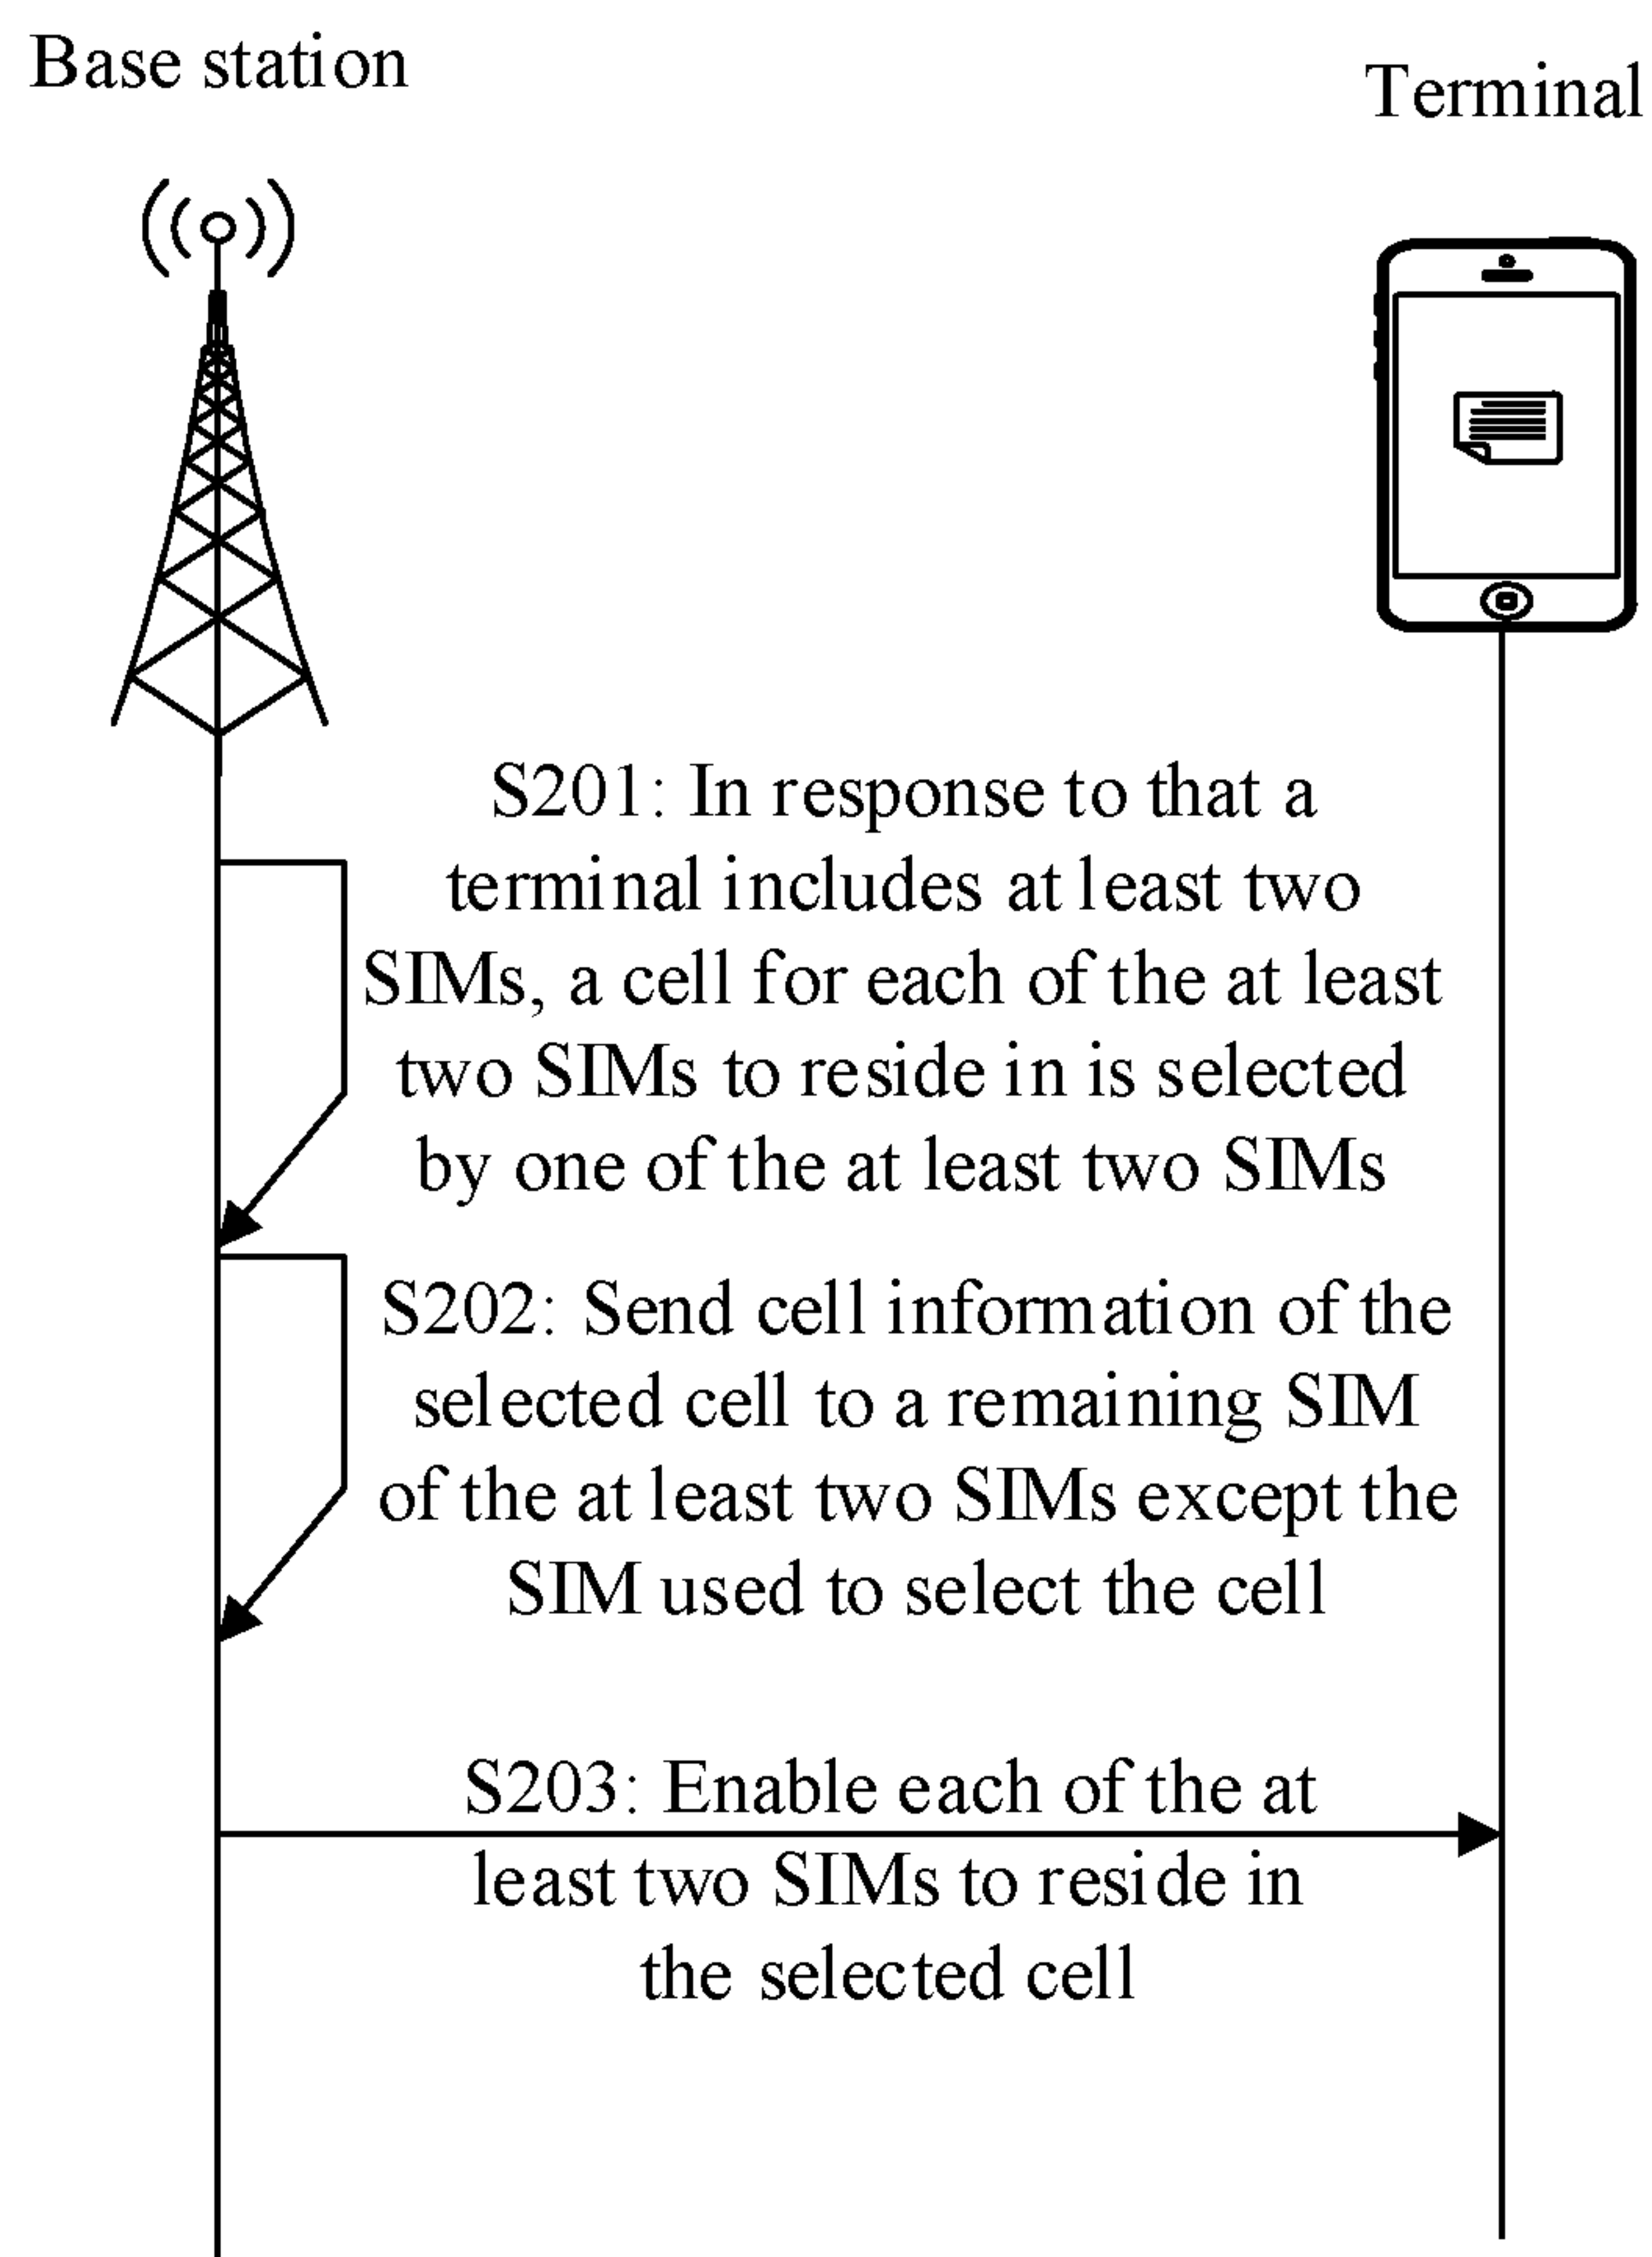 Base station
Terminal
S201: In response to that a
terminal includes at least two
SIMs, a cell for each of the at least
two SIMs to reside in is selected
by one of the at least two SIMs
S202: Send cell information of the
selected cell to a remaining SIM
of the at least two SIMs except the
SIM used to select the cell
S203: Enable each of the at
least two SIMs to reside in
the selected cell